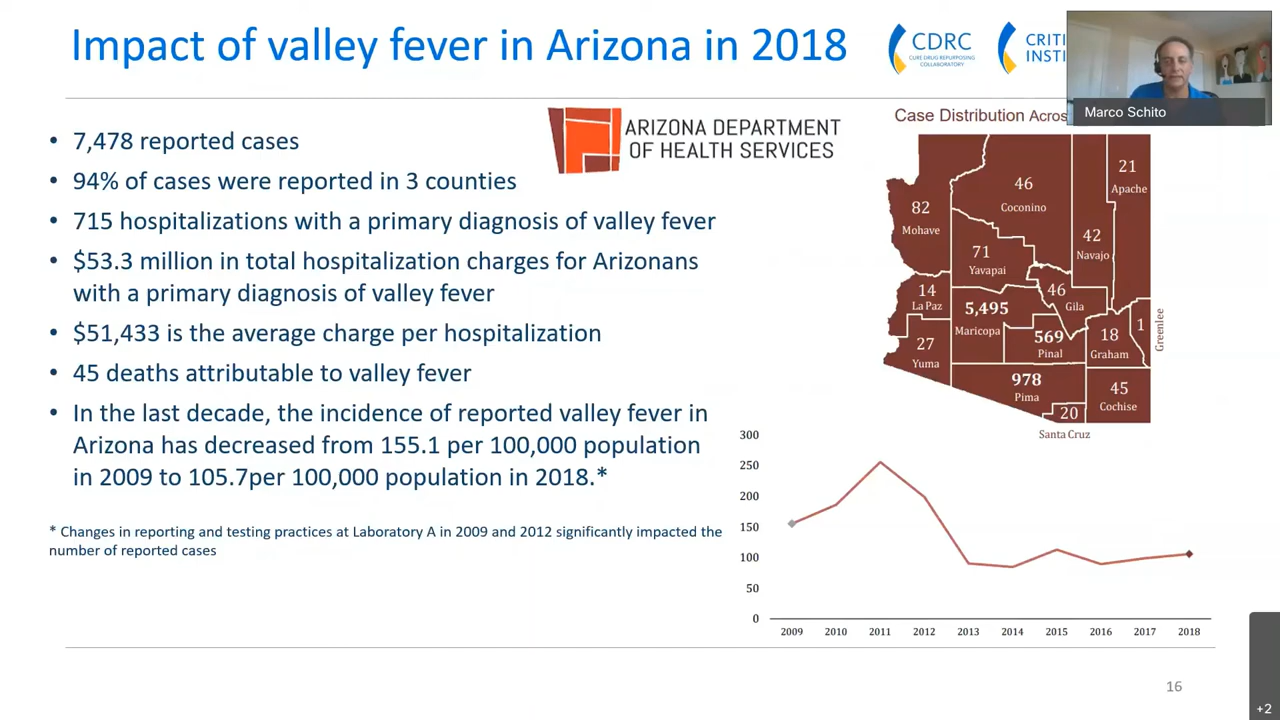 Impact of valley fever in Arizona in 2018
CDRC
CURE DRUG REPURPOSING
COLLABORATORY
CRITI
INSTI
Marco Schito
• 7,478 reported cases
• 94% of cases were reported in 3 counties
• 715 hospitalizations with a primary diagnosis of valley fever
• $53.3 million in total hospitalization charges for Arizonans
with a primary diagnosis of valley fever
• $51,433 is the average charge per hospitalization
• 45 deaths attributable to valley fever
• In the last decade, the incidence of reported valley fever in
Arizona has decreased from 155.1 per 100,000 population
in 2009 to 105.7per 100,000 population in 2018.*
* Changes in reporting and testing practices at Laboratory A in 2009 and 2012 significantly impacted the
number of reported cases
ARIZONA DEPARTMENT
OF HEALTH SERVICES
Case Distribution Acros
82
Mohave
46
Coconino
21
Apache
42
Navajo
71
Yavapai
14
La Paz
5,495
Maricopa
46
Gila
27
Yuma
569
Pinal
18
Graham
1
Greenlee
978
Pima
45
Cochise
20
Santa Cruz
300
250
200
150
100
50
0
2009 2010 2011 2012 2013 2014 2015 2016 2017 2018
16
+2